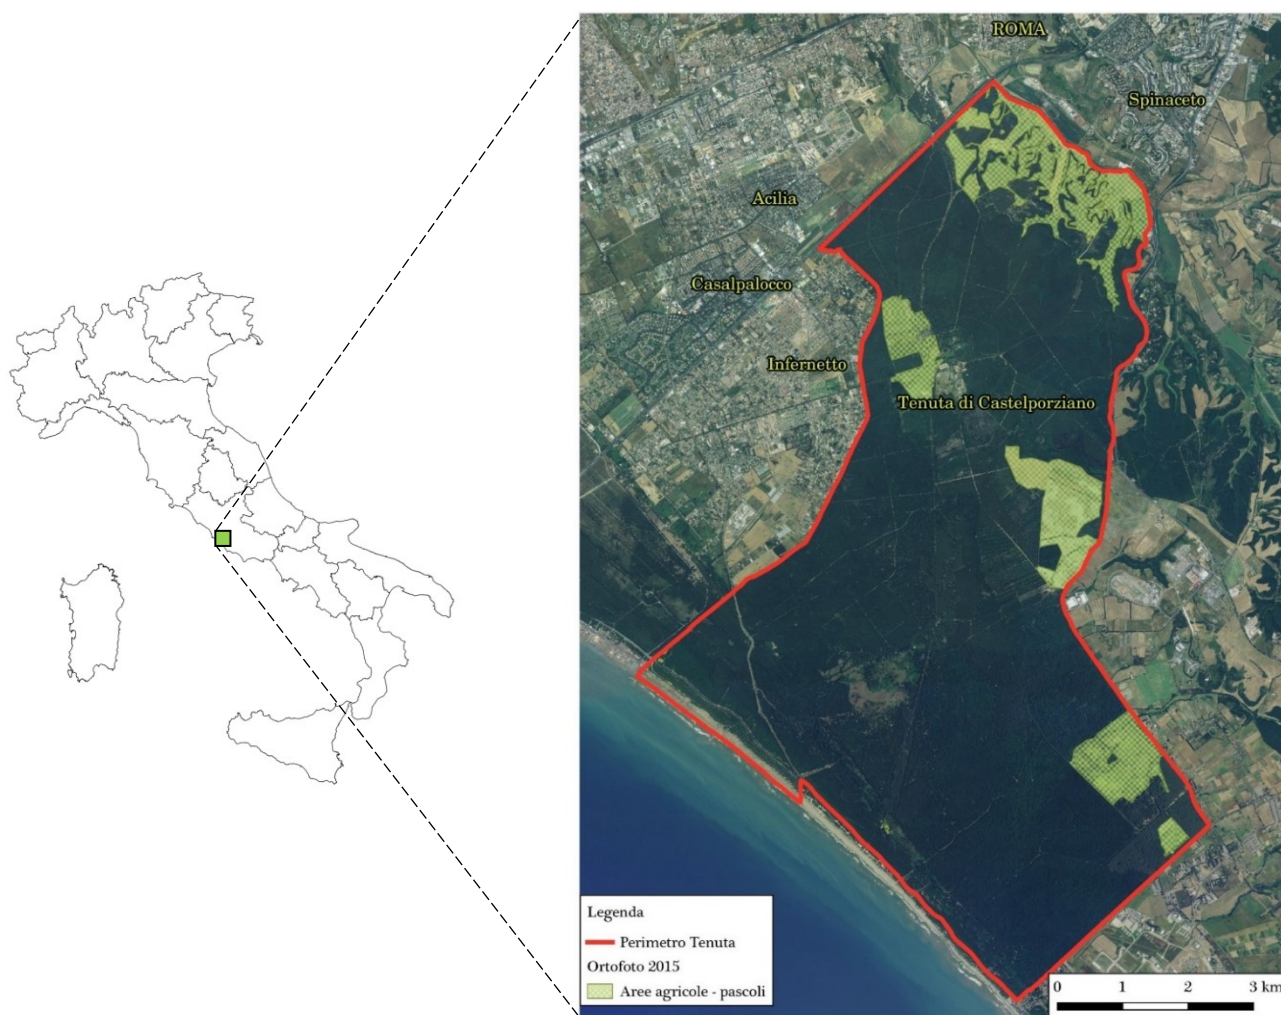 ROMA
Spinaceto
Acilia
Casalpalocco
Infernetto
Tenuta di Castelporziano
Legenda
Perimetro Tenuta
Ortofoto 2015
Aree agricole - pascoli
0 1 2 3 km